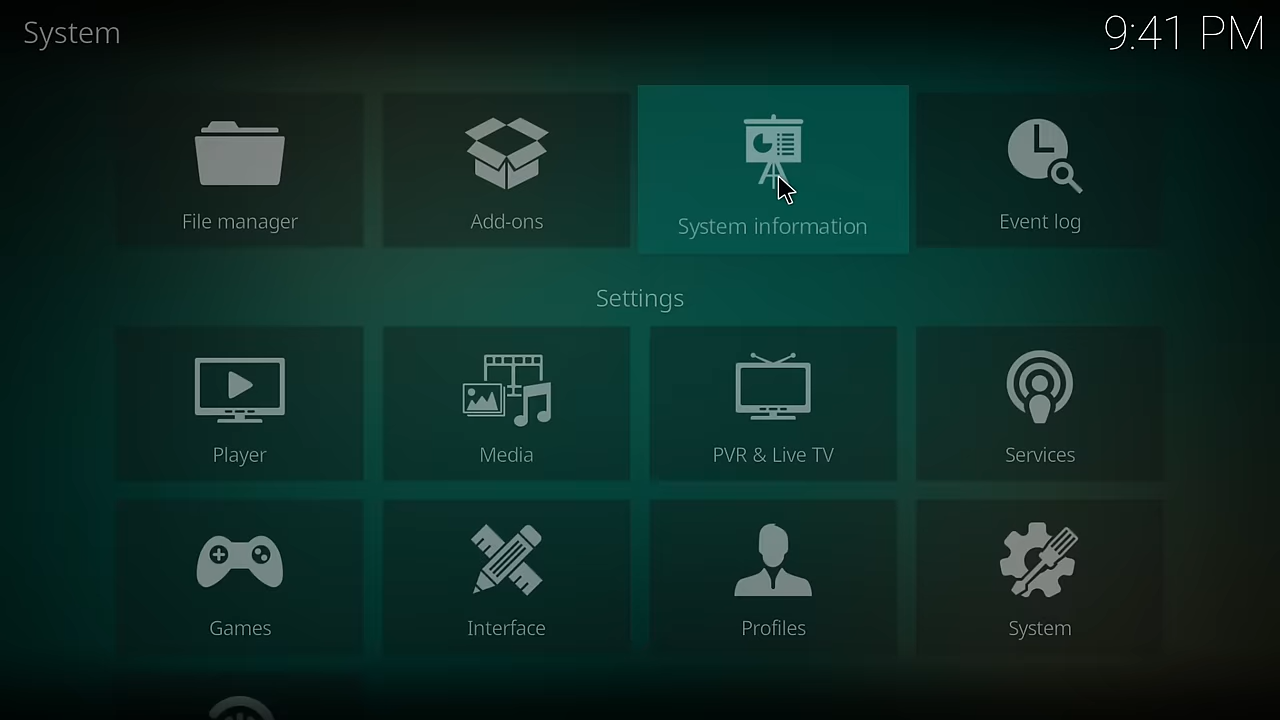 System
9:41 PM
File manager
Add-ons
System information
Event log
Settings
Player
Media
PVR & Live TV
Services
Games
Interface
Profiles
System